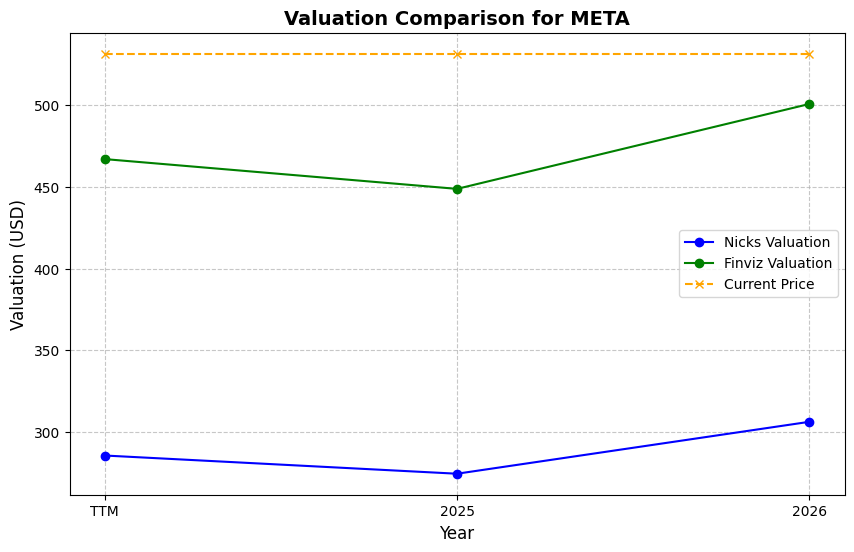 Valuation Comparison for META
Valuation (USD)
500
450
400
350
300
Nicks Valuation
Finviz Valuation
Current Price
TTM
2025
2026
Year